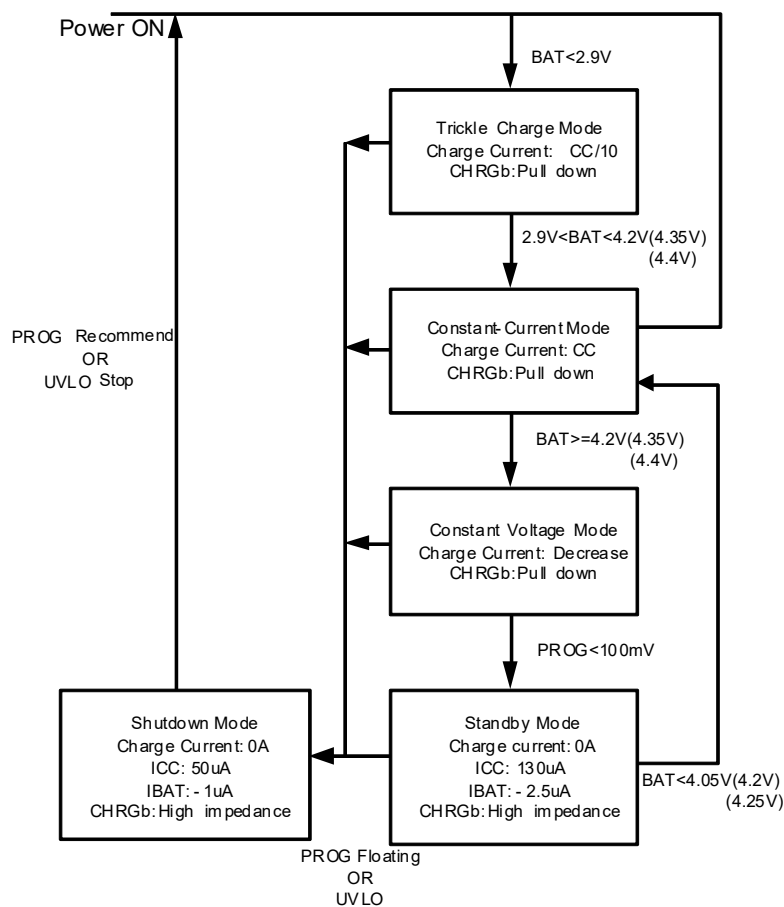 Power ON
BAT<2.9V
Trickle Charge Mode
Charge Current: CC/10
CHRGb:Pull down
2.9V<BAT<4.2V(4.35V)
(4.4V)
PROG Recommend
OR
UVLO Stop
Constant-Current Mode
Charge Current: CC
CHRGb:Pull down
BAT>=4.2V(4.35V)
(4.4V)
Constant Voltage Mode
Charge Current: Decrease
CHRGb:Pull down
PROG<100mV
Shutdown Mode
Charge Current: 0A
ICC: 50uA
IBAT: -1uA
CHRGb:High impedance
Standby Mode
Charge current: 0A
ICC: 130uA
IBAT: -2.5uA
CHRGb:High impedance
BAT<4.05V(4.2V)
(4.25V)
PROG Floating
OR
UVLO